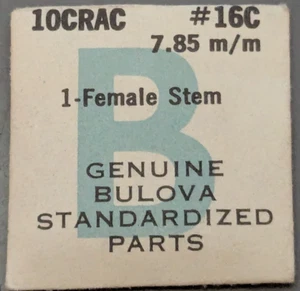 10CRAC #16C
7.85 m/m
1-Female Stem
B
GENUINE
BULOVA
STANDARDIZED
PARTS